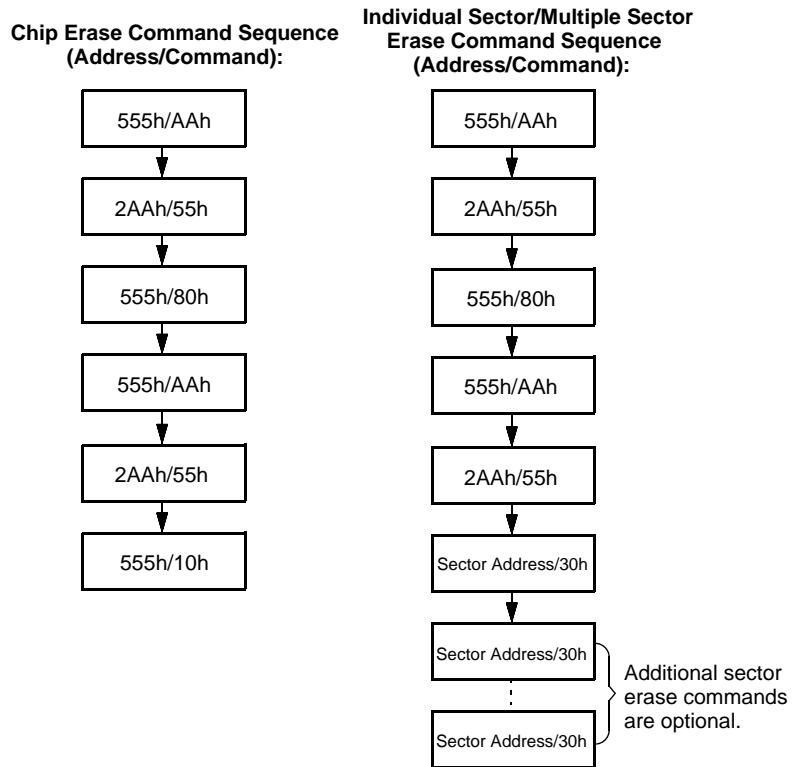 Chip Erase Command Sequence
(Address/Command):
555h/AAh
2AAh/55h
555h/80h
555h/AAh
2AAh/55h
555h/10h
Individual Sector/Multiple Sector
Erase Command Sequence
(Address/Command):
555h/AAh
2AAh/55h
555h/80h
555h/AAh
2AAh/55h
Sector Address/30h
Sector Address/30h
Sector Address/30h
Additional sector
erase commands
are optional.